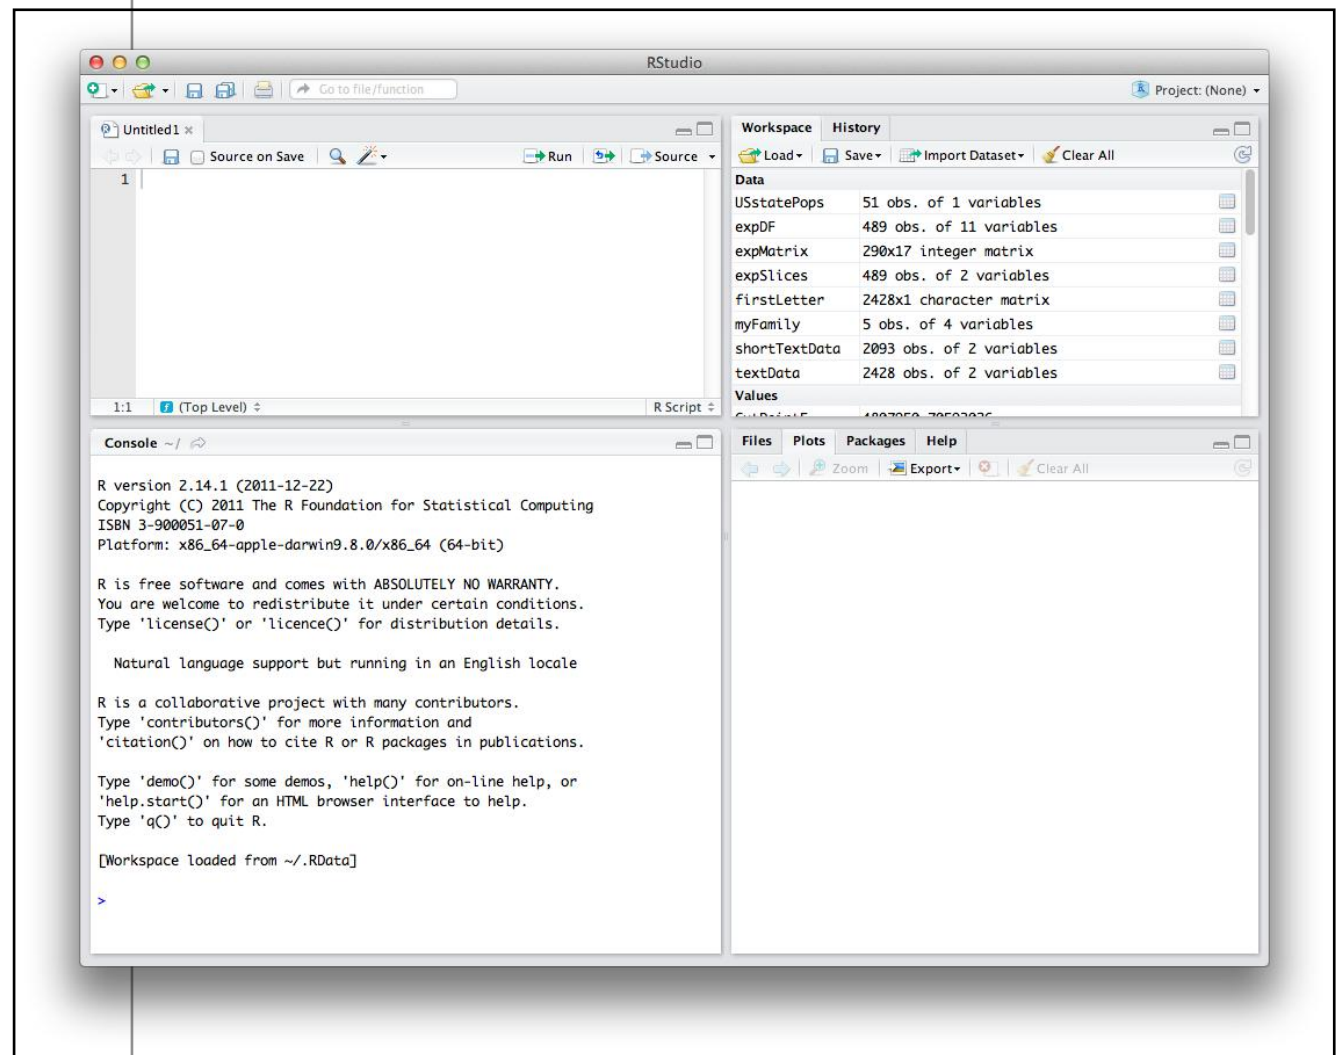 RStudio
Go to file/function
Project: (None)
Untitled1
Source on Save
Run
Source
1
1:1
(Top Level)
R Script
Workspace History
Load Save Import Dataset Clear All
Data
USstatePops 51 obs. of 1 variables
expDF 489 obs. of 11 variables
expMatrix 290x17 integer matrix
expSlices 489 obs. of 2 variables
firstLetter 2428x1 character matrix
myFamily 5 obs. of 4 variables
shortTextData 2093 obs. of 2 variables
textData 2428 obs. of 2 variables
Values
Console ~/
R version 2.14.1 (2011-12-22)
Copyright (C) 2011 The R Foundation for Statistical Computing
ISBN 3-900051-07-0
Platform: x86_64-apple-darwin9.8.0/x86_64 (64-bit)
R is free software and comes with ABSOLUTELY NO WARRANTY.
You are welcome to redistribute it under certain conditions.
Type 'license()' or 'licence()' for distribution details.
Natural language support but running in an English locale
R is a collaborative project with many contributors.
Type 'contributors()' for more information and
'citation()' on how to cite R or R packages in publications.
Type 'demo()' for some demos, 'help()' for on-line help, or
'help.start()' for an HTML browser interface to help.
Type 'q()' to quit R.
[Workspace loaded from ~/.RData]
>
Files Plots Packages Help
Zoom Export Clear All